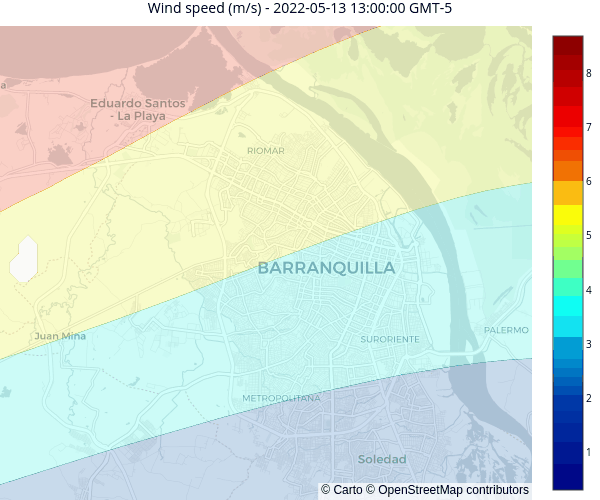 Wind speed (m/s) - 2022-05-13 13:00:00 GMT-5
a
Eduardo Santos
- La Playa
RIOMAR
BARRANQUILLA
Juan Mina
SURORIENTE
PALERMO
METROPOLITANA
Soledad
© Carto © OpenStreetMap contributors
8
7
6
5
4
3
2
1